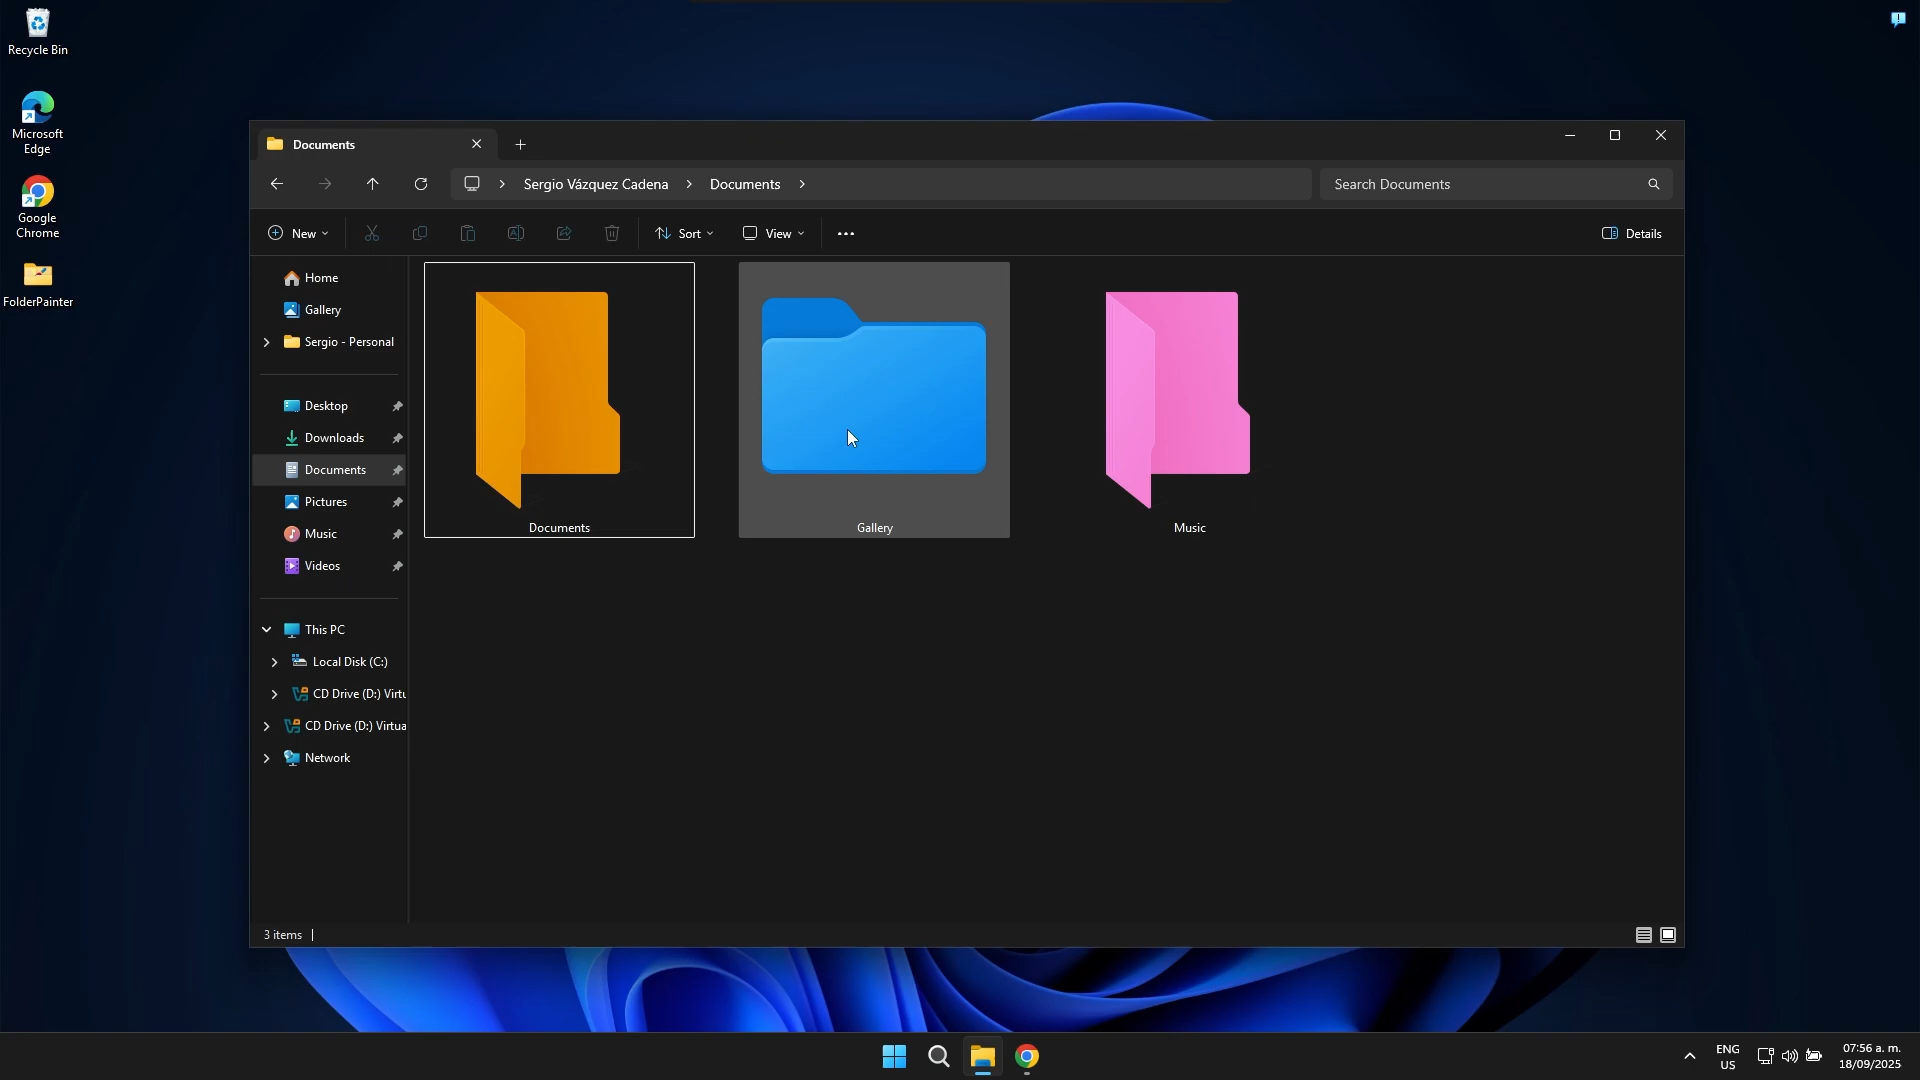 Recycle Bin
Microsoft
Edge
Google
Chrome
FolderPainter
Documents
Sergio Vázquez Cadena
Documents
Search Documents
New
Sort
View
Details
Home
Gallery
Sergio - Personal
Desktop
Downloads
Documents
Pictures
Music
Videos
This PC
Local Disk (C:)
CD Drive (D:) Virtu
CD Drive (D:) Virtua
Network
Documents
Gallery
Music
3 items
ENG
US
07:56 a. m.
18/09/2025